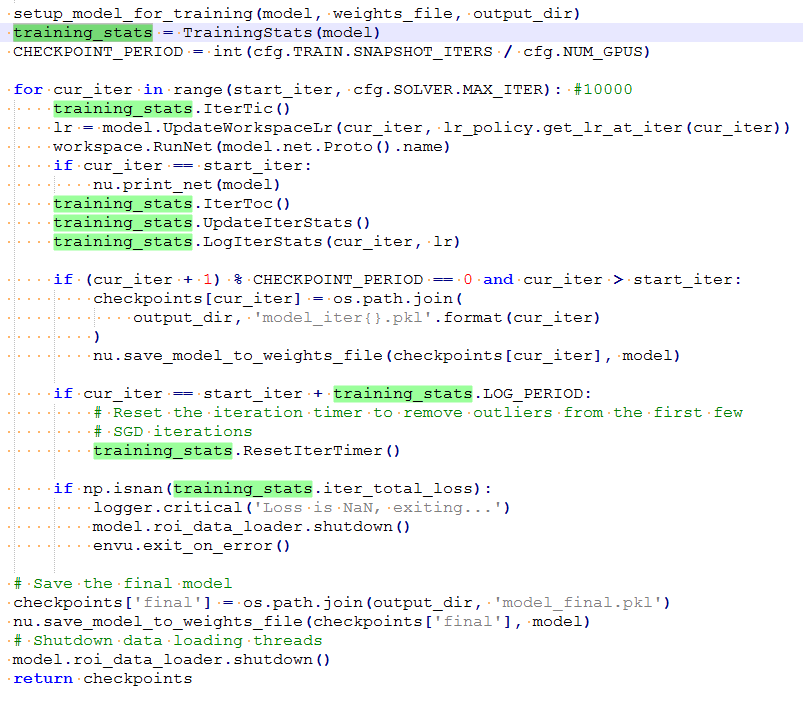 setup_model_for_training(model, weights_file, output_dir)
training_stats = TrainingStats(model)
CHECKPOINT_PERIOD = int(cfg.TRAIN.SNAPSHOT_ITERS / cfg.NUM_GPUS)

for cur_iter in range(start_iter, cfg.SOLVER.MAX_ITER): #10000
    training_stats.IterTic()
    lr = model.UpdateWorkspaceLr(cur_iter, lr_policy.get_lr_at_iter(cur_iter))
    workspace.RunNet(model.net.Proto().name)
    if cur_iter == start_iter:
        nu.print_net(model)
    training_stats.IterToc()
    training_stats.UpdateIterStats()
    training_stats.LogIterStats(cur_iter, lr)

    if (cur_iter + 1) % CHECKPOINT_PERIOD == 0 and cur_iter > start_iter:
        checkpoints[cur_iter] = os.path.join(
            output_dir, 'model_iter{}.pkl'.format(cur_iter)
        )
        nu.save_model_to_weights_file(checkpoints[cur_iter], model)

    if cur_iter == start_iter + training_stats.LOG_PERIOD:
        # Reset the iteration timer to remove outliers from the first few
        # SGD iterations
        training_stats.ResetIterTimer()

    if np.isnan(training_stats.iter_total_loss):
        logger.critical('Loss is NaN, exiting...')
        model.roi_data_loader.shutdown()
        envu.exit_on_error()

# Save the final model
checkpoints['final'] = os.path.join(output_dir, 'model_final.pkl')
nu.save_model_to_weights_file(checkpoints['final'], model)
# Shutdown data loading threads
model.roi_data_loader.shutdown()
return checkpoints